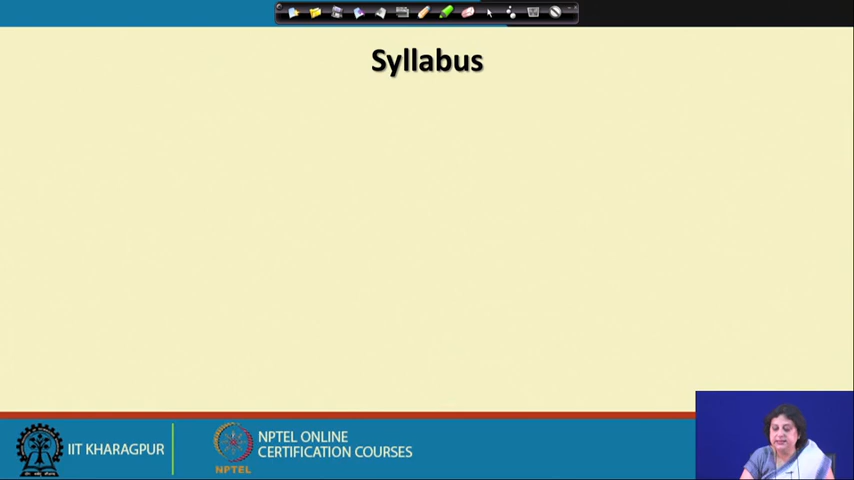 Syllabus
IIT KHARAGPUR
NPTEL
NPTEL ONLINE
CERTIFICATION COURSES